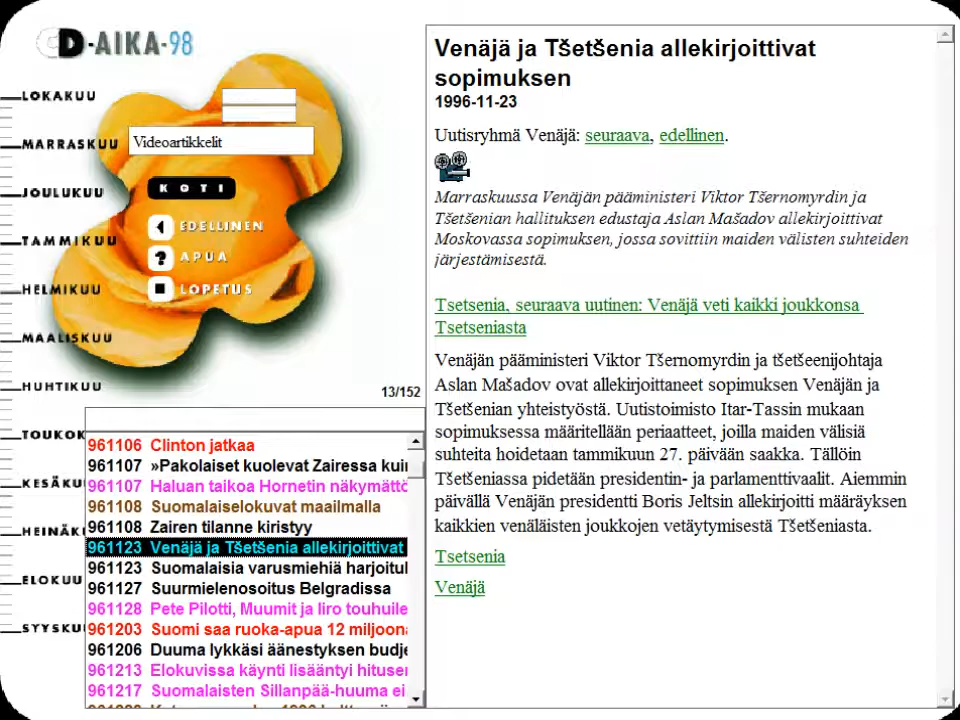 CD-AIKA-98
LOKAKUU
MARRASKUU
JOULUKUU
TAMMIKUU
HELMIKUU
MAALISKUU
HUHTIKUU
TOUKOK
KESÄKU
HEINÄK
ELOKUU
SYYSKU
Videoartikkelit
KOTI
EDELLINEN
?
APUA
LOPETUS
13/152
961106 Clinton jatkaa
961107 »Pakolaiset kuolevat Zairessa kuin
961107 Haluan taikoa Hornetin näkymättö
961108 Suomalaiselokuvat maailmalla
961108 Zairen tilanne kiristyy
961123 Venäjä ja Tšetšenia allekirjoittivat
961123 Suomalaisia varusmiehiä harjoitul
961127 Suurmielenosoitus Belgradissa
961128 Pete Pilotti, Muumit ja Iiro touhuile
961203 Suomi saa ruoka-apua 12 miljoona
961206 Duuma lykkäsi äänestyksen budje
961213 Elokuvissa käynti lisääntyi hituser
961217 Suomalaisten Sillanpää-huuma ei
Venäjä ja Tšetšenia allekirjoittivat
sopimuksen
1996-11-23
Uutisryhmä Venäjä: seuraava, edellinen.
Marraskuussa Venäjän pääministeri Viktor Tšernomyrdin ja
Tšetšenian hallituksen edustaja Aslan Mašadov allekirjoittivat
Moskovassa sopimuksen, jossa sovittiin maiden välisten suhteiden
järjestämisestä.
Tsetsenia, seuraava uutinen: Venäjä veti kaikki joukkonsa
Tsetseniasta
Venäjän pääministeri Viktor Tšernomyrdin ja tšetšeenijohtaja
Aslan Mašadov ovat allekirjoittaneet sopimuksen Venäjän ja
Tšetšenian yhteistyöstä. Uutistoimisto Itar-Tassin mukaan
sopimuksessa määritellään periaatteet, joilla maiden välisiä
suhteita hoidetaan tammikuun 27. päivään saakka. Tällöin
Tšetšeniassa pidetään presidentin- ja parlamenttivaalit. Aiemmin
päivällä Venäjän presidentti Boris Jeltsin allekirjoitti määräyksen
kaikkien venäläisten joukkojen vetäytymisestä Tšetšeniasta.
Tsetsenia
Venäjä